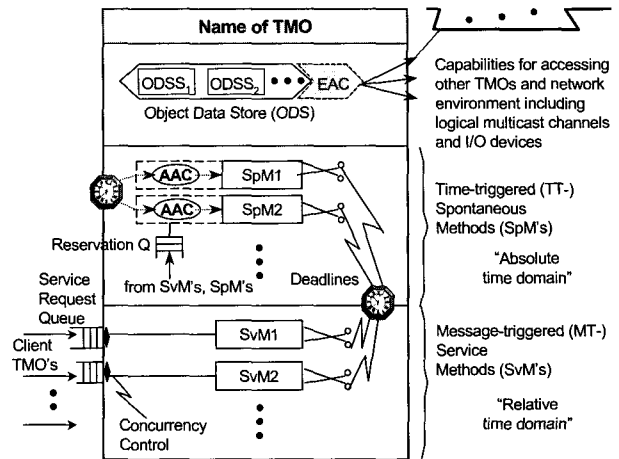 Name of TMO
ODSS1 ODSS2 EAC
Object Data Store (ODS)
Capabilities for accessing
other TMOs and network
environment including
logical multicast channels
and I/O devices
AAC SpM1
AAC SpM2
Reservation Q
from SvM's, SpM's
Deadlines
Time-triggered (TT-)
Spontaneous
Methods (SpM's)
"Absolute
time domain"
Service
Request
Queue
Client
TMO's
SvM1
SvM2
Concurrency
Control
Message-triggered (MT-)
Service
Methods (SvM's)
"Relative
time domain"